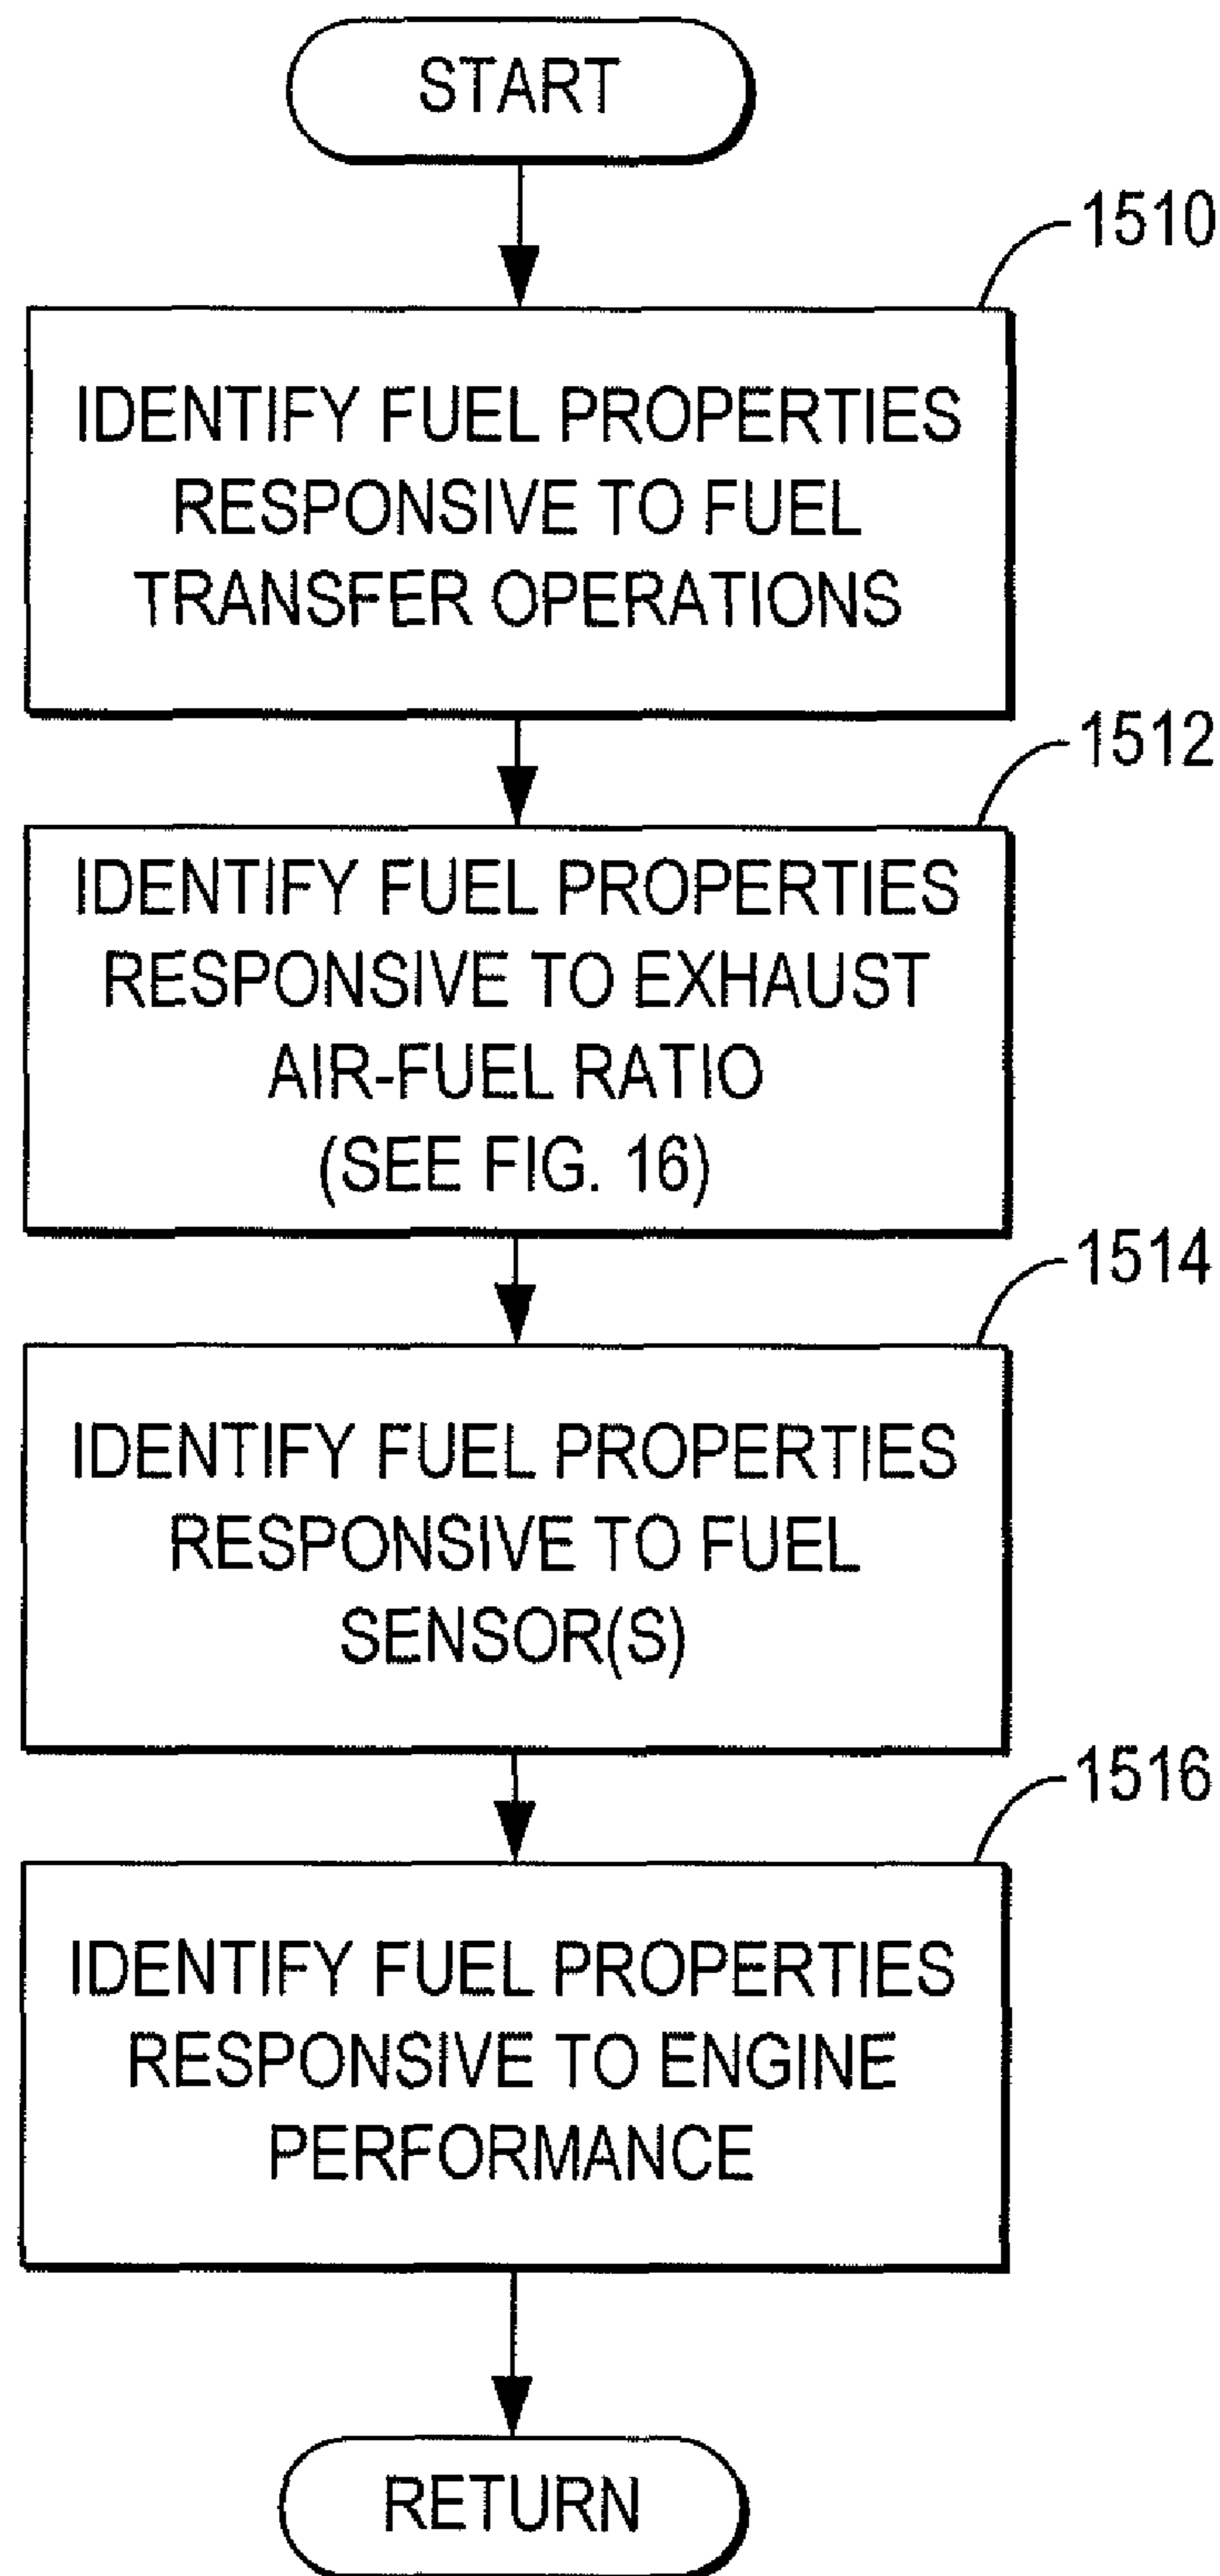 START
1510
IDENTIFY FUEL PROPERTIES
RESPONSIVE TO FUEL
TRANSFER OPERATIONS
1512
IDENTIFY FUEL PROPERTIES
RESPONSIVE TO EXHAUST
AIR-FUEL RATIO
(SEE FIG. 16)
1514
IDENTIFY FUEL PROPERTIES
RESPONSIVE TO FUEL
SENSOR(S)
1516
IDENTIFY FUEL PROPERTIES
RESPONSIVE TO ENGINE
PERFORMANCE
RETURN